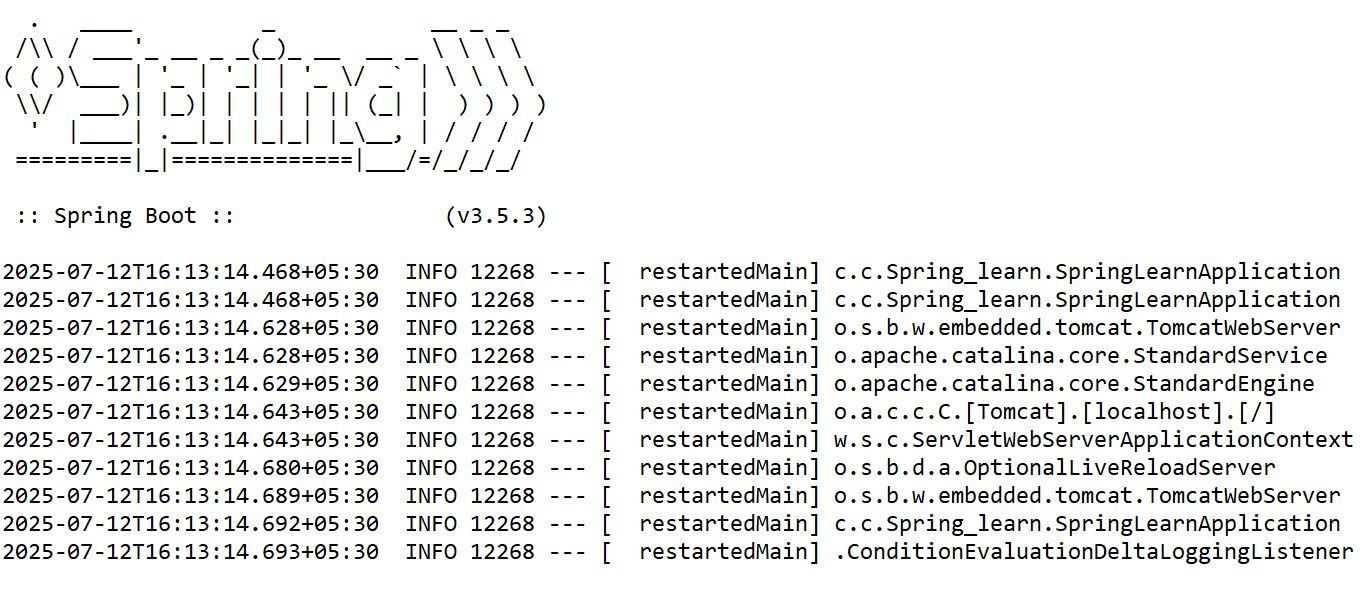 .   ____          _            __ _ _
 /\\ / ___'_ __ _ _(_)_ __  __ _ \ \ \ \
( ( )\___ | '_ | '_| | '_ \/ _` | \ \ \ \
 \\/  ___)| |_)| | | | | || (_| |  ) ) ) )
  '  |____| .__|_| |_|_| |_\__, | / / / /
 =========|_|==============|___/=/_/_/_/

 :: Spring Boot ::                (v3.5.3)

2025-07-12T16:13:14.468+05:30  INFO 12268 --- [  restartedMain] c.c.Spring_learn.SpringLearnApplication
2025-07-12T16:13:14.468+05:30  INFO 12268 --- [  restartedMain] c.c.Spring_learn.SpringLearnApplication
2025-07-12T16:13:14.628+05:30  INFO 12268 --- [  restartedMain] o.s.b.w.embedded.tomcat.TomcatWebServer
2025-07-12T16:13:14.628+05:30  INFO 12268 --- [  restartedMain] o.apache.catalina.core.StandardService
2025-07-12T16:13:14.629+05:30  INFO 12268 --- [  restartedMain] o.apache.catalina.core.StandardEngine
2025-07-12T16:13:14.643+05:30  INFO 12268 --- [  restartedMain] o.a.c.c.C.[Tomcat].[localhost].[/]
2025-07-12T16:13:14.643+05:30  INFO 12268 --- [  restartedMain] w.s.c.ServletWebServerApplicationContext
2025-07-12T16:13:14.680+05:30  INFO 12268 --- [  restartedMain] o.s.b.d.a.OptionalLiveReloadServer
2025-07-12T16:13:14.689+05:30  INFO 12268 --- [  restartedMain] o.s.b.w.embedded.tomcat.TomcatWebServer
2025-07-12T16:13:14.692+05:30  INFO 12268 --- [  restartedMain] c.c.Spring_learn.SpringLearnApplication
2025-07-12T16:13:14.693+05:30  INFO 12268 --- [  restartedMain] .ConditionEvaluationDeltaLoggingListener